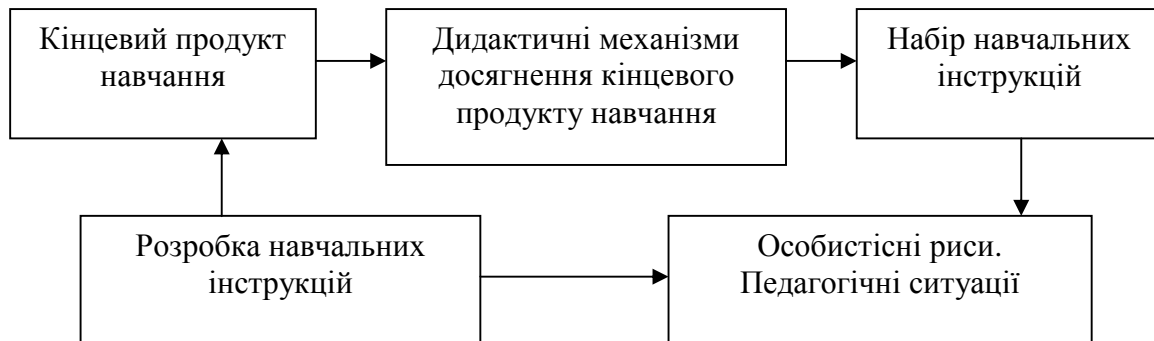 Кінцевий продукт
навчання
Дидактичні механізми
досягнення кінцевого
продукту навчання
Набір навчальних
інструкцій
Розробка навчальних
інструкцій
Особистісні риси.
Педагогічні ситуації